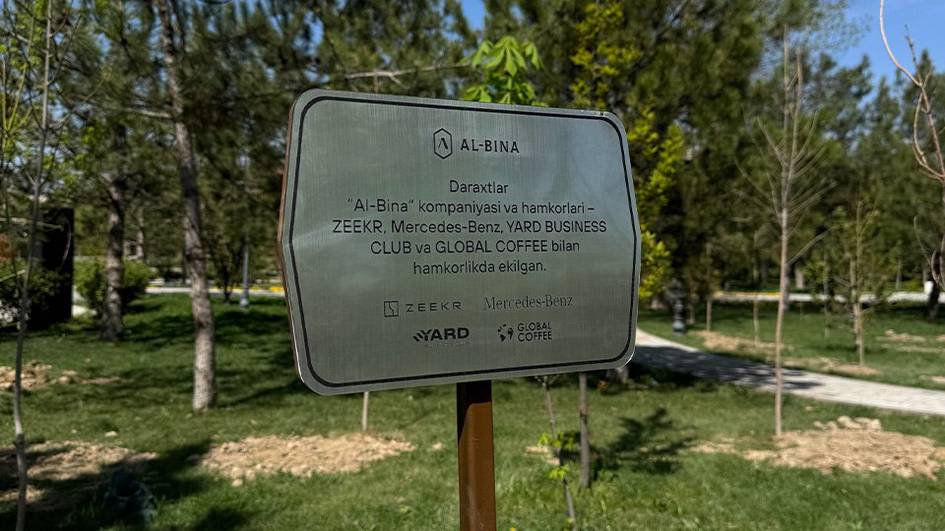 AL-BINA
Daraxtlar
"Al-Bina" kompaniyasi va hamkorlari –
ZEEKR, Mercedes-Benz, YARD BUSINESS
CLUB va GLOBAL COFFEE bilan
hamkorlikda ekilgan.
ZEEKR Mercedes-Benz
YARD GLOBAL
COFFEE